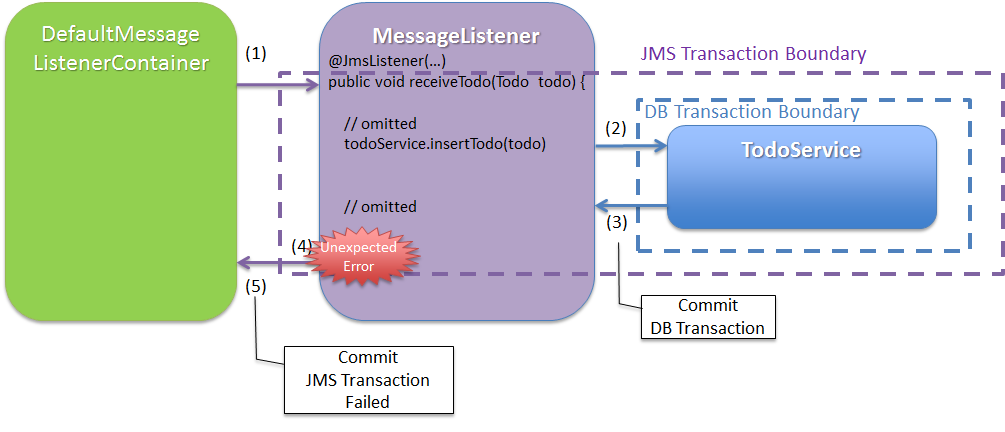 DefaultMessage
ListenerContainer
(1)
MessageListener
@JmsListener(...)
public void receiveTodo(Todo  todo) {
// omitted
todoService.insertTodo(todo)
// omitted
JMS Transaction Boundary
DB Transaction Boundary
(2)
TodoService
(3)
(4)
Unexpected
Error
(5)
Commit
DB Transaction
Commit
JMS Transaction
Failed